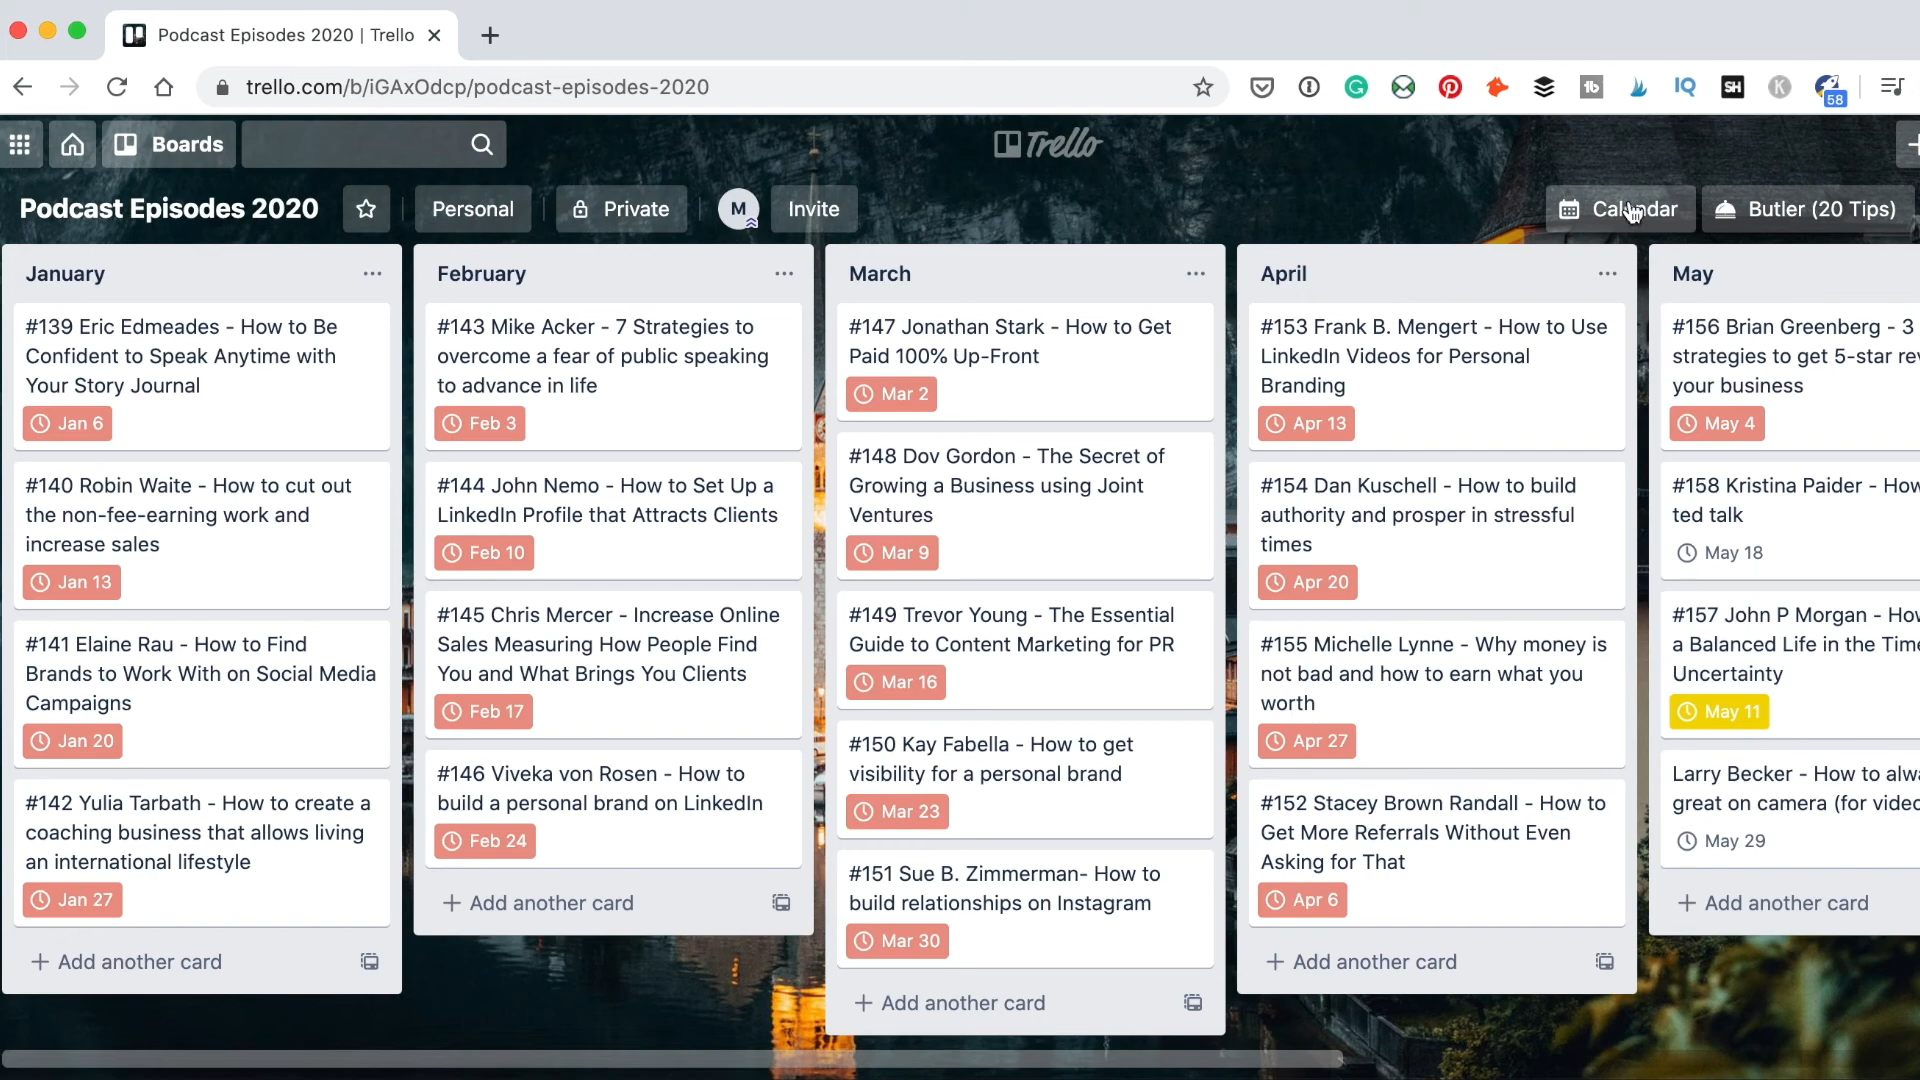 Podcast Episodes 2020 | Trello
trello.com/b/iGAxOdcp/podcast-episodes-2020
tb
IQ
SH
K
58
Boards
Trello
Podcast Episodes 2020
Personal
Private
M
Invite
Calendar
Butler (20 Tips)
January
#139 Eric Edmeades - How to Be
Confident to Speak Anytime with
Your Story Journal
Jan 6
#140 Robin Waite - How to cut out
the non-fee-earning work and
increase sales
Jan 13
#141 Elaine Rau - How to Find
Brands to Work With on Social Media
Campaigns
Jan 20
#142 Yulia Tarbath - How to create a
coaching business that allows living
an international lifestyle
Jan 27
+ Add another card
February
#143 Mike Acker - 7 Strategies to
overcome a fear of public speaking
to advance in life
Feb 3
#144 John Nemo - How to Set Up a
LinkedIn Profile that Attracts Clients
Feb 10
#145 Chris Mercer - Increase Online
Sales Measuring How People Find
You and What Brings You Clients
Feb 17
#146 Viveka von Rosen - How to
build a personal brand on LinkedIn
Feb 24
+ Add another card
March
#147 Jonathan Stark - How to Get
Paid 100% Up-Front
Mar 2
#148 Dov Gordon - The Secret of
Growing a Business using Joint
Ventures
Mar 9
#149 Trevor Young - The Essential
Guide to Content Marketing for PR
Mar 16
#150 Kay Fabella - How to get
visibility for a personal brand
Mar 23
#151 Sue B. Zimmerman- How to
build relationships on Instagram
Mar 30
+ Add another card
April
#153 Frank B. Mengert - How to Use
LinkedIn Videos for Personal
Branding
Apr 13
#154 Dan Kuschell - How to build
authority and prosper in stressful
times
Apr 20
#155 Michelle Lynne - Why money is
not bad and how to earn what you
worth
Apr 27
#152 Stacey Brown Randall - How to
Get More Referrals Without Even
Asking for That
Apr 6
+ Add another card
May
#156 Brian Greenberg - 3
strategies to get 5-star re
your business
May 4
#158 Kristina Paider - How
ted talk
May 18
#157 John P Morgan - How
a Balanced Life in the Time
Uncertainty
May 11
Larry Becker - How to alw
great on camera (for video
May 29
+ Add another card